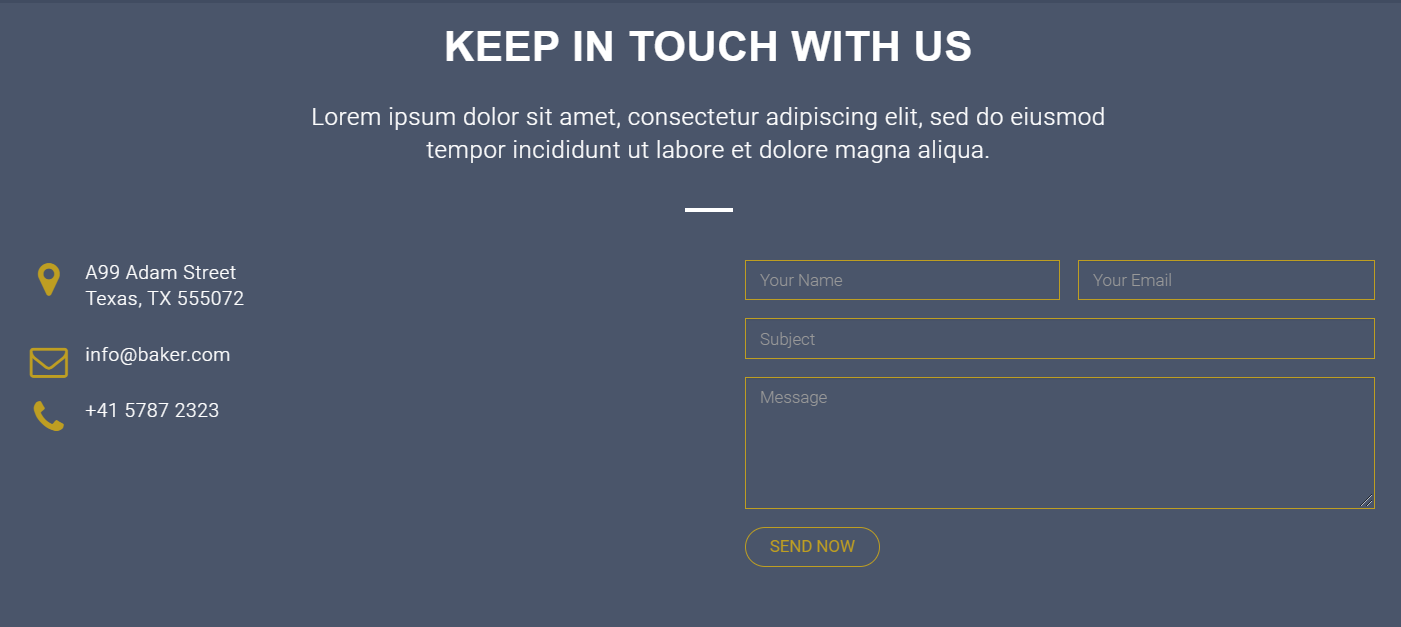 KEEP IN TOUCH WITH US
Lorem ipsum dolor sit amet, consectetur adipiscing elit, sed do eiusmod
tempor incididunt ut labore et dolore magna aliqua.
A99 Adam Street
Texas, TX 555072
info@baker.com
+41 5787 2323
Your Name
Your Email
Subject
Message
SEND NOW